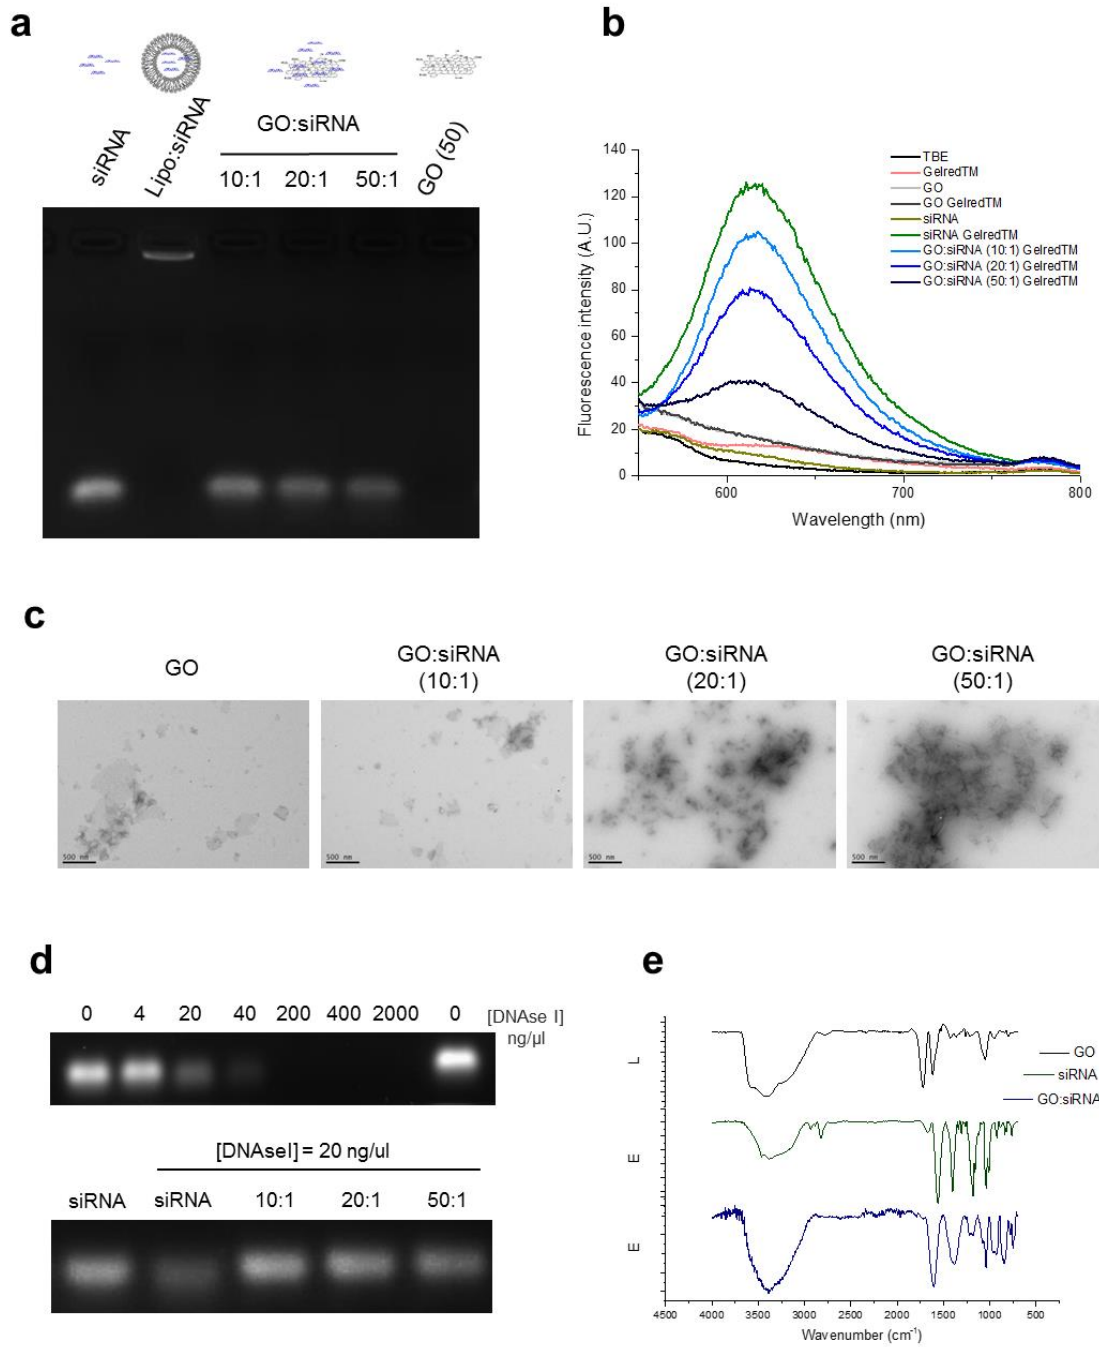 a
siRNA
Lipo:siRNA
GO:siRNA
10:1 20:1 50:1
GO (50)
b
140
120
100
80
60
40
20
0
Fluorescence intensity (A.U.)
600 700 800
Wavelength (nm)
TBE
GelredTM
GO
GO GelredTM
siRNA
siRNA GelredTM
GO:siRNA (10:1) GelredTM
GO:siRNA (20:1) GelredTM
GO:siRNA (50:1) GelredTM
c
GO
GO:siRNA
(10:1)
GO:siRNA
(20:1)
GO:siRNA
(50:1)
500 nm
500 nm
500 nm
500 nm
d
0 4 20 40 200 400 2000 0
[DNAse I]
ng/µl
[DNAseI] = 20 ng/ul
siRNA siRNA 10:1 20:1 50:1
e
L
E
E
GO
siRNA
GO:siRNA
4500 4000 3500 3000 2500 2000 1500 1000 500
Wavenumber (cm-1)